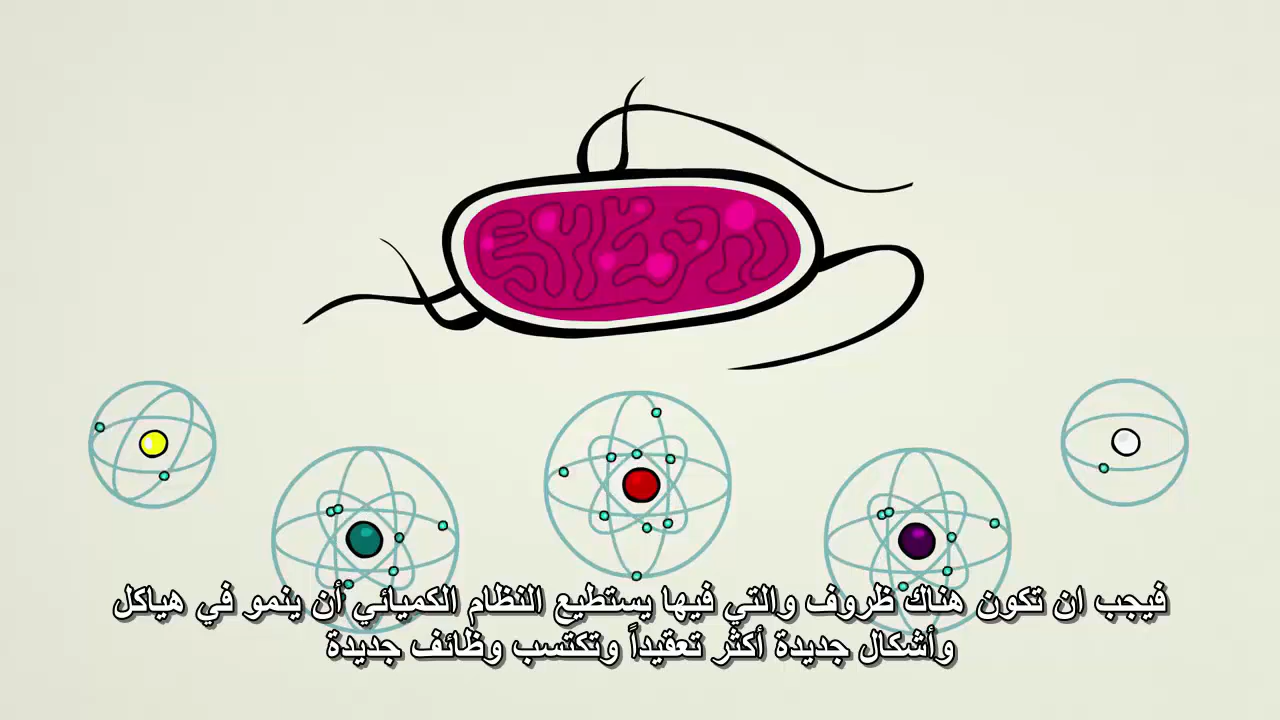 فيجب ان تكون هناك ظروف والتي فيها يستطيع النظام الكميائي أن ينمو في هياكل
وأشكال جديدة أكثر تعقيداً وتكتسب وظائف جديدة